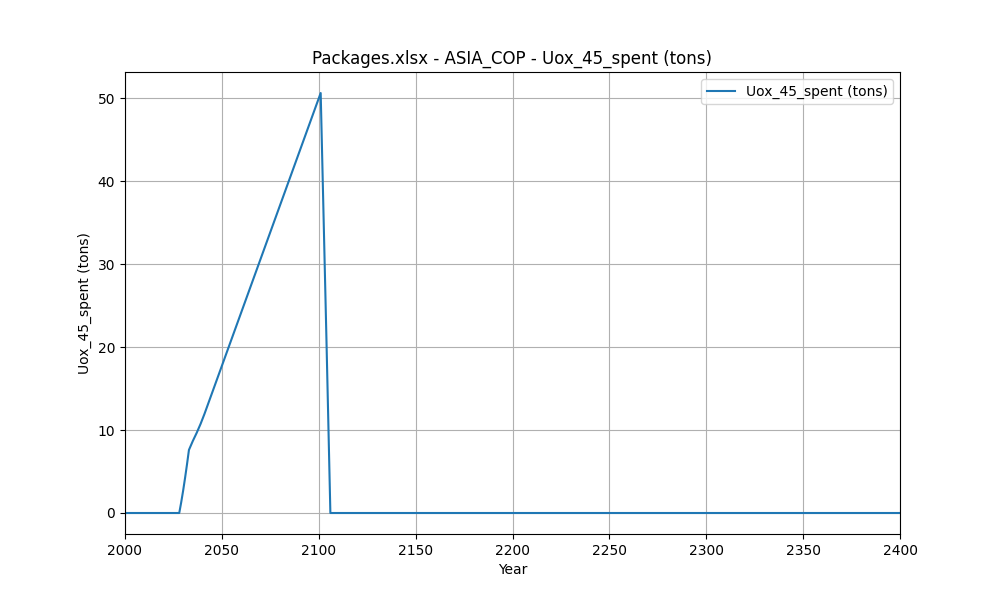 Packages.xlsx - ASIA_COP - Uox_45_spent (tons)
Uox_45_spent (tons)
50
40
30
20
10
0
Uox_45_spent (tons)
2000 2050 2100 2150 2200 2250 2300 2350 2400
Year